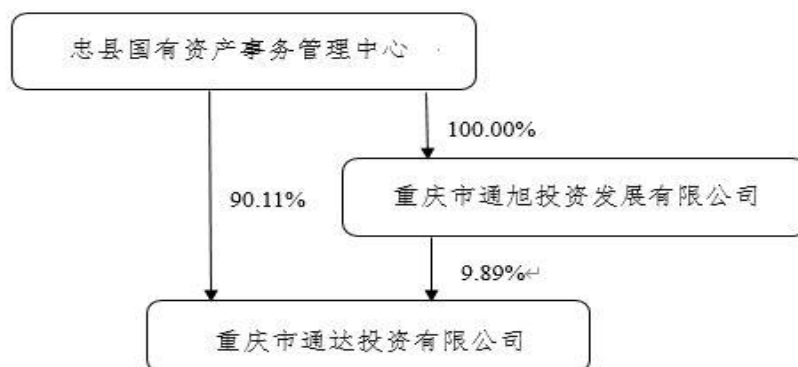 忠县国有资产事务管理中心
100.00%
90.11%
重庆市通旭投资发展有限公司
9.89%↵
重庆市通达投资有限公司